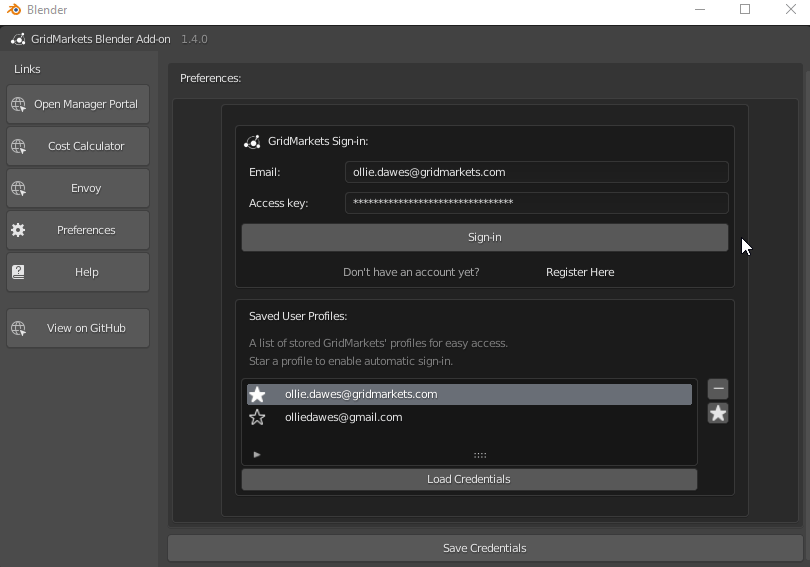 Blender
GridMarkets Blender Add-on 1.4.0
Links
Open Manager Portal
Cost Calculator
Envoy
Preferences
Help
View on GitHub
Preferences:
GridMarkets Sign-in:
Email: ollie.dawes@gridmarkets.com
Access key: ********************************
Sign-in
Don't have an account yet? Register Here
Saved User Profiles:
A list of stored GridMarkets' profiles for easy access.
Star a profile to enable automatic sign-in.
ollie.dawes@gridmarkets.com
olliedawes@gmail.com
Load Credentials
Save Credentials